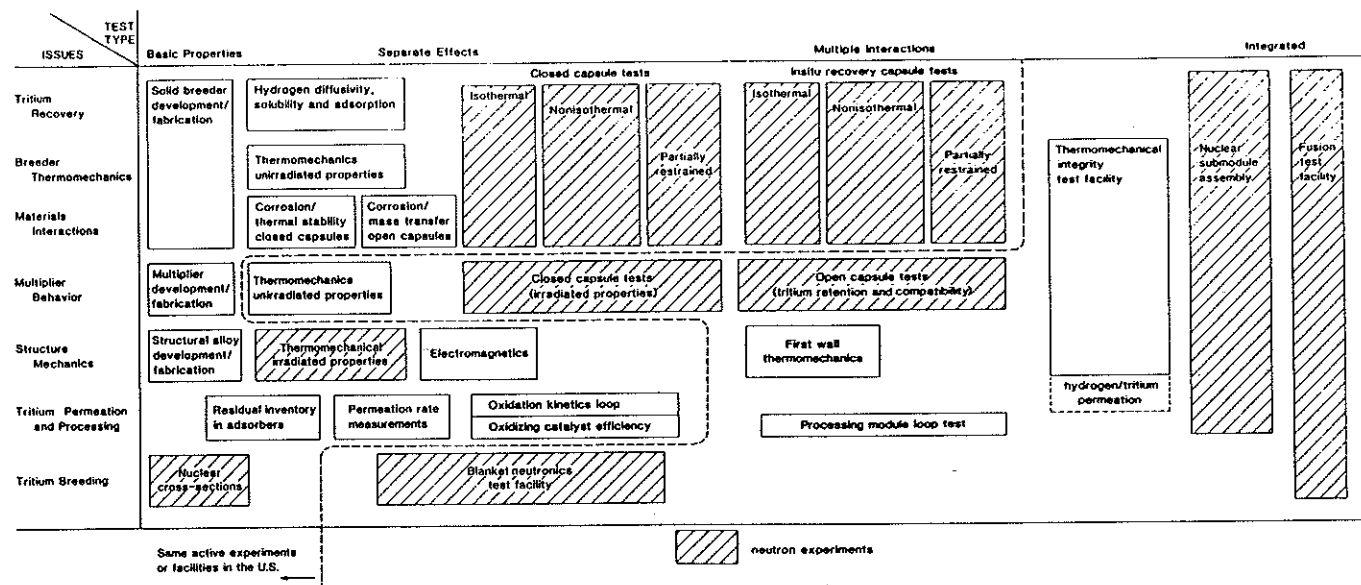 TEST
TYPE
ISSUES
Basic Properties
Separate Effects
Multiple Interactions
Integrated
Closed capsule tests
Insitu recovery capsule tests
Tritium
Recovery
Solid breeder
development/
fabrication
Hydrogen diffusivity,
solubility and adsorption
Isothermal
Nonisothermal
Partially
restrained
Isothermal
Nonisothermal
Partially
restrained
Thermomechanical
integrity
test facility
Nuclear
submodule
assembly
Fusion
test
facility
Breeder
Thermomechanics
Thermomechanics
unirradiated properties
Materials
Interactions
Corrosion/
thermal stability
closed capsules
Corrosion/
mass transfer
open capsules
Multiplier
Behavior
Multiplier
development/
fabrication
Thermomechanics
unirradiated properties
Closed capsule tests
(irradiated properties)
Open capsule tests
(tritium retention and compatibility)
Structure
Mechanics
Structural alloy
development/
fabrication
Thermomechanical
irradiated properties
Electromagnetics
First wall
thermomechanics
hydrogen/tritium
permeation
Tritium Permeation
and Processing
Residual inventory
in adsorbers
Permeation rate
measurements
Oxidation kinetics loop
Oxidizing catalyst efficiency
Processing module loop test
Tritium Breeding
Nuclear
cross-sections
Blanket neutronics
test facility
Same active experiments
or facilities in the U.S.
neutron experiments